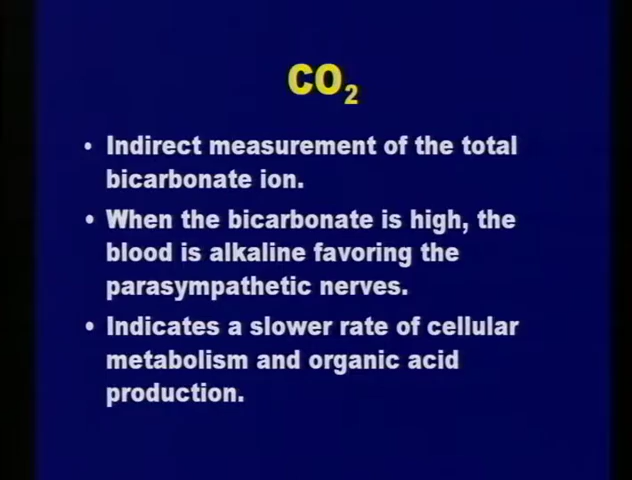 CO₂
• Indirect measurement of the total
bicarbonate ion.
• When the bicarbonate is high, the
blood is alkaline favoring the
parasympathetic nerves.
• Indicates a slower rate of cellular
metabolism and organic acid
production.